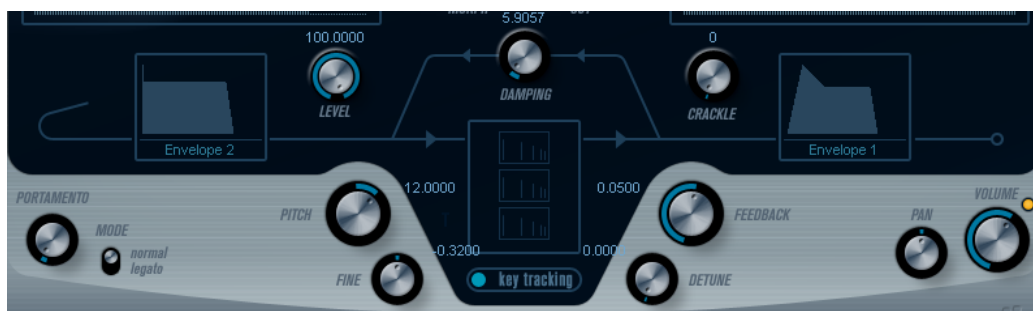 5.9057
100.0000
0
DAMPING
LEVEL
CRACKLE
Envelope 2
Envelope 1
PORTAMENTO
12.0000
0.0500
VOLUME
PITCH
FEEDBACK
PAN
MODE
normal
legato
-0.3200
FINE
key tracking
DETUNE